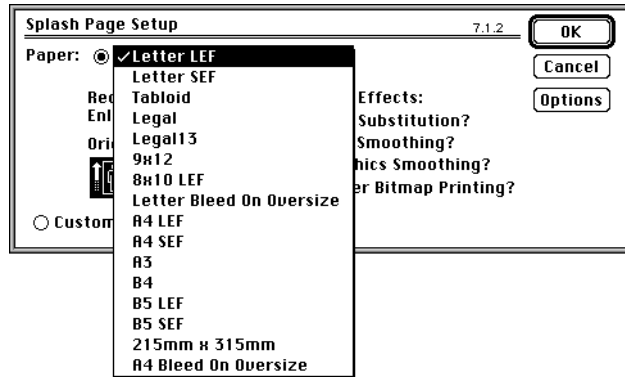 Splash Page Setup 7.1.2 OK
Paper: ✓Letter LEF
Cancel
Letter SEF
Tabloid Effects: Options
Legal Substitution?
Legal13 Smoothing?
9x12 hics Smoothing?
8x10 LEF r Bitmap Printing?
Letter Bleed On Oversize
Custom A4 LEF
A4 SEF
A3
B4
B5 LEF
B5 SEF
215mm x 315mm
A4 Bleed On Oversize